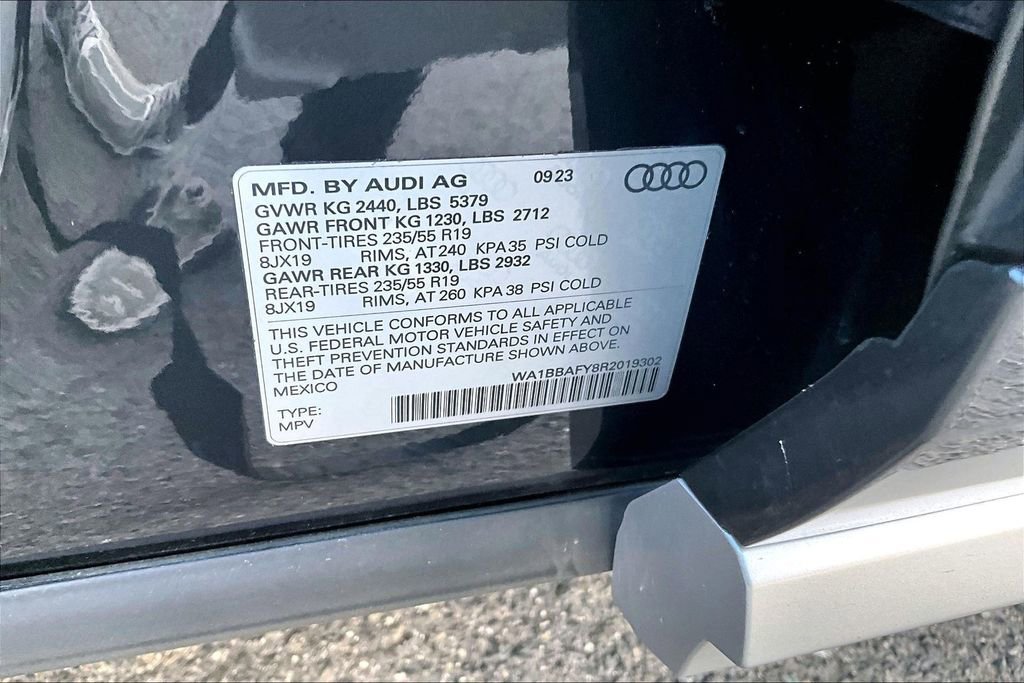 MFD. BY AUDI AG 09 23
GVWR KG 2440, LBS 5379
GAWR FRONT KG 1230, LBS 2712
FRONT-TIRES 235/55 R19
8JX19 RIMS, AT 240 KPA 35 PSI COLD
GAWR REAR KG 1330, LBS 2932
REAR-TIRES 235/55 R19
8JX19 RIMS, AT 260 KPA 38 PSI COLD
THIS VEHICLE CONFORMS TO ALL APPLICABLE
U.S. FEDERAL MOTOR VEHICLE SAFETY AND
THEFT PREVENTION STANDARDS IN EFFECT ON
THE DATE OF MANUFACTURE SHOWN ABOVE.
MEXICO WA1BBAFY8R2019302
TYPE:
MPV